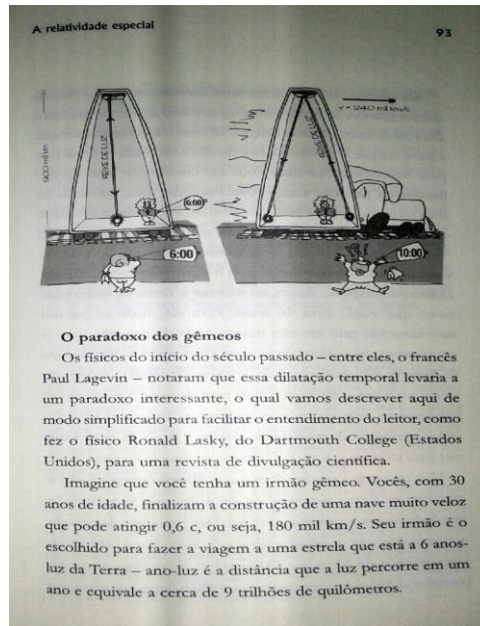 A relatividade especial
93
900 mil km
FEIXE DE LUZ
6:00
6:00
v = 240 mil km/s
FEIXE DE LUZ
10:00
O paradoxo dos gêmeos
Os físicos do início do século passado – entre eles, o francês
Paul Lagevin – notaram que essa dilatação temporal levaria a
um paradoxo interessante, o qual vamos descrever aqui de
modo simplificado para facilitar o entendimento do leitor, como
fez o físico Ronald Lasky, do Dartmouth College (Estados
Unidos), para uma revista de divulgação científica.
Imagine que você tenha um irmão gêmeo. Vocês, com 30
anos de idade, finalizam a construção de uma nave muito veloz
que pode atingir 0,6 c, ou seja, 180 mil km/s. Seu irmão é o
escolhido para fazer a viagem a uma estrela que está a 6 anos-
luz da Terra – ano-luz é a distância que a luz percorre em um
ano e equivale a cerca de 9 trilhões de quilômetros.